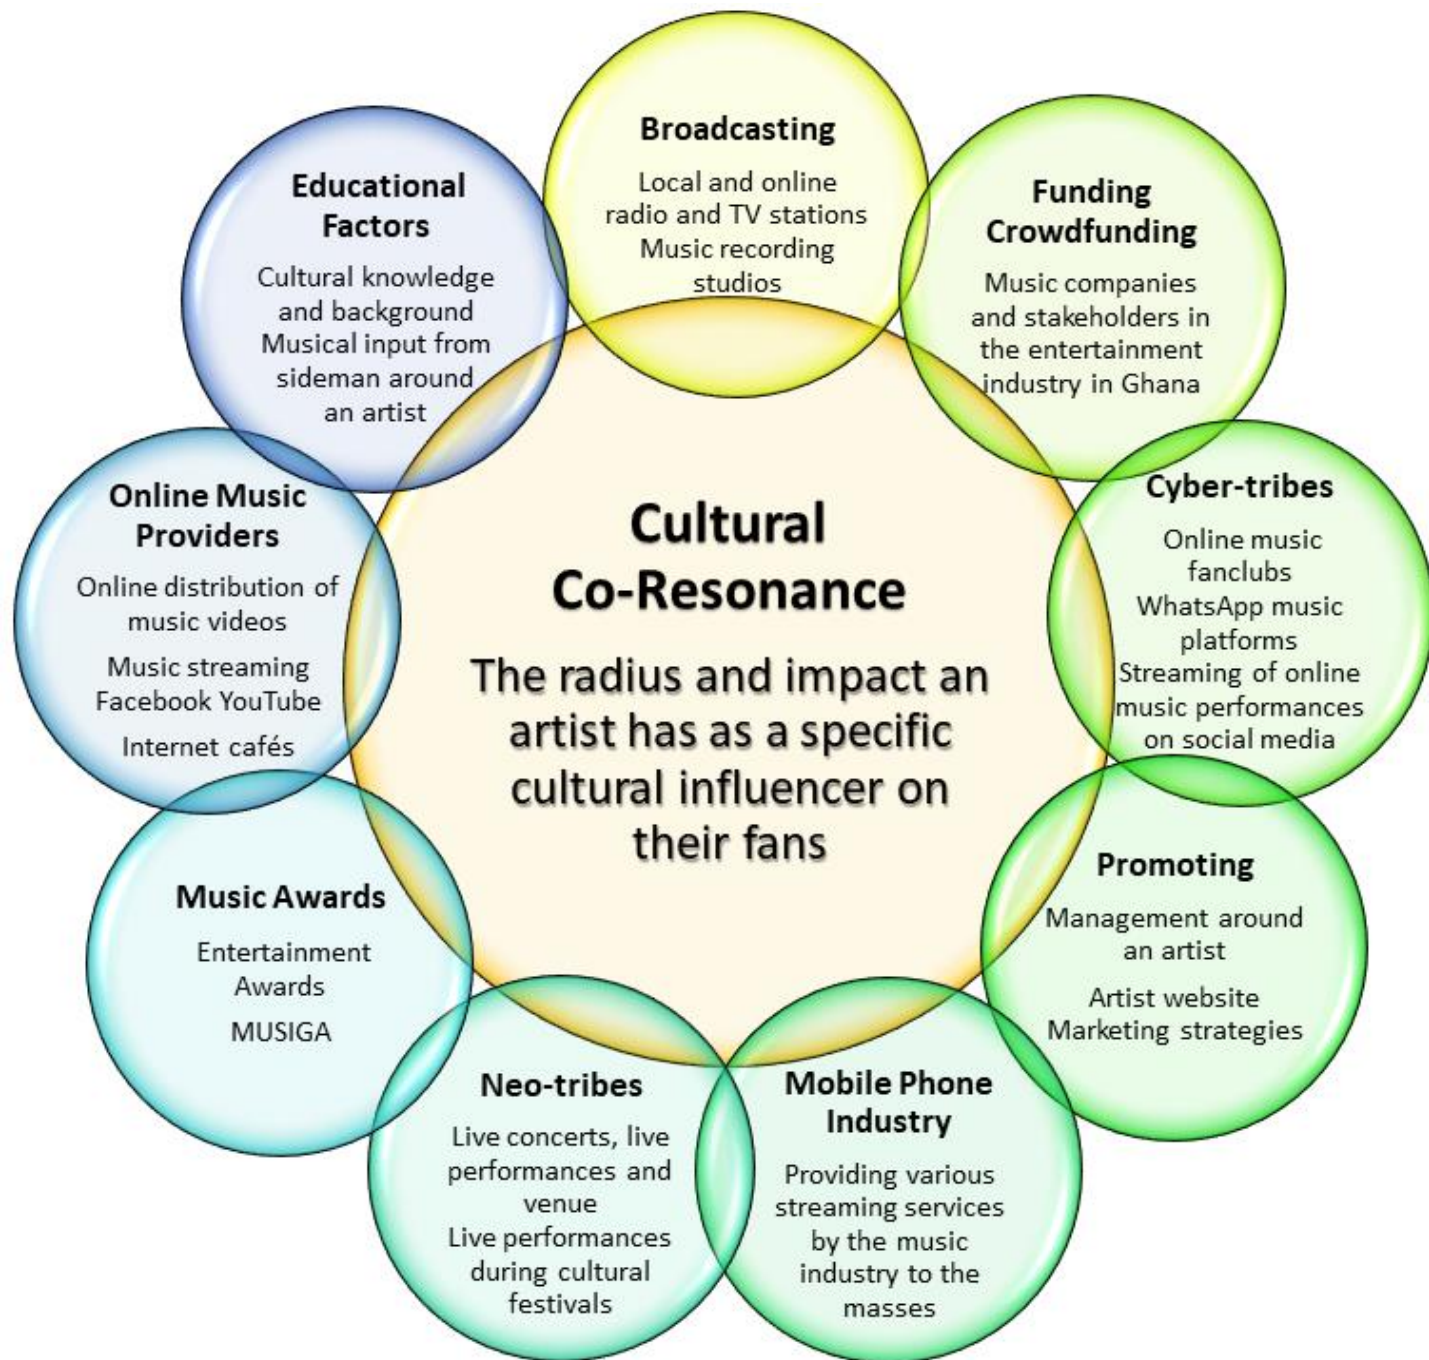 Broadcasting
Local and online
radio and TV stations
Music recording
studios
Funding
Crowdfunding
Music companies
and stakeholders in
the entertainment
industry in Ghana
Cyber-tribes
Online music
fanclubs
WhatsApp music
platforms
Streaming of online
music performances
on social media
Promoting
Management around
an artist
Artist website
Marketing strategies
Mobile Phone
Industry
Providing various
streaming services
by the music
industry to the
masses
Neo-tribes
Live concerts, live
performances and
venue
Live performances
during cultural
festivals
Music Awards
Entertainment
Awards
MUSIGA
Online Music
Providers
Online distribution of
music videos
Music streaming
Facebook YouTube
Internet cafés
Educational
Factors
Cultural knowledge
and background
Musical input from
sideman around
an artist
Cultural
Co-Resonance
The radius and impact an
artist has as a specific
cultural influencer on
their fans